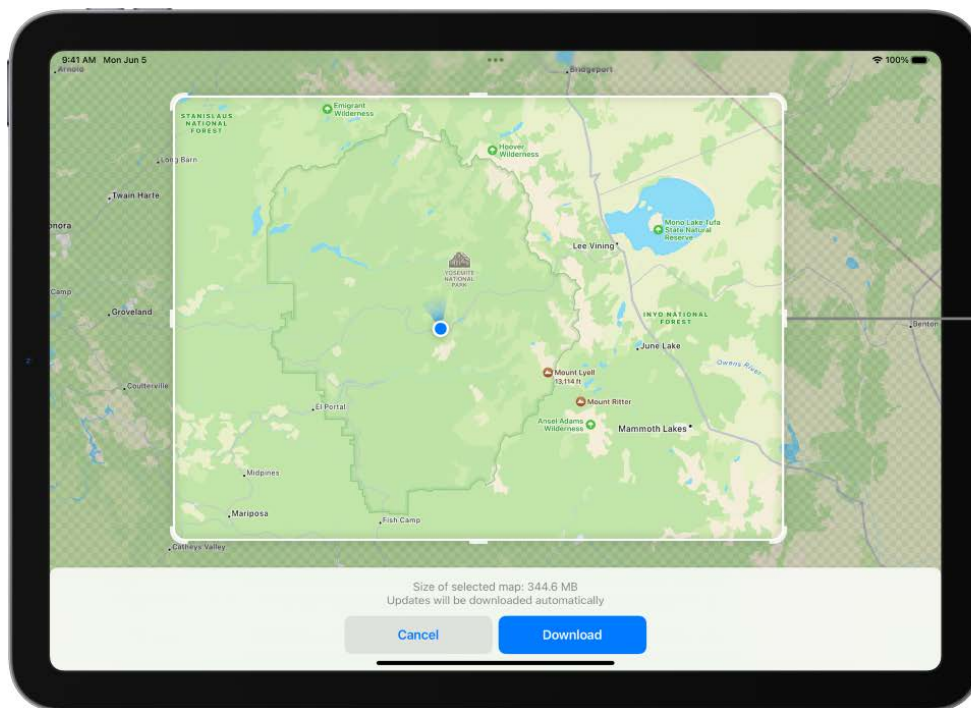 9:41 AM Mon Jun 5
100%
Arnold
Bridgeport
Emigrant
Wilderness
STANISLAUS
NATIONAL
FOREST
Hoover
Wilderness
Long Barn
Twain Harte
Mono Lake Tufa
State Natural
Reserve
onora
Lee Vining
YOSEMITE
NATIONAL
PARK
Camp
Groveland
INYO NATIONAL
FOREST
Benton
June Lake
Owens River
Mount Lyell
13,114 ft
Coulterville
Mount Ritter
El Portal
Ansel Adams
Wilderness
Mammoth Lakes
Midpines
Mariposa
Fish Camp
Catheys Valley
Size of selected map: 344.6 MB
Updates will be downloaded automatically
Cancel
Download